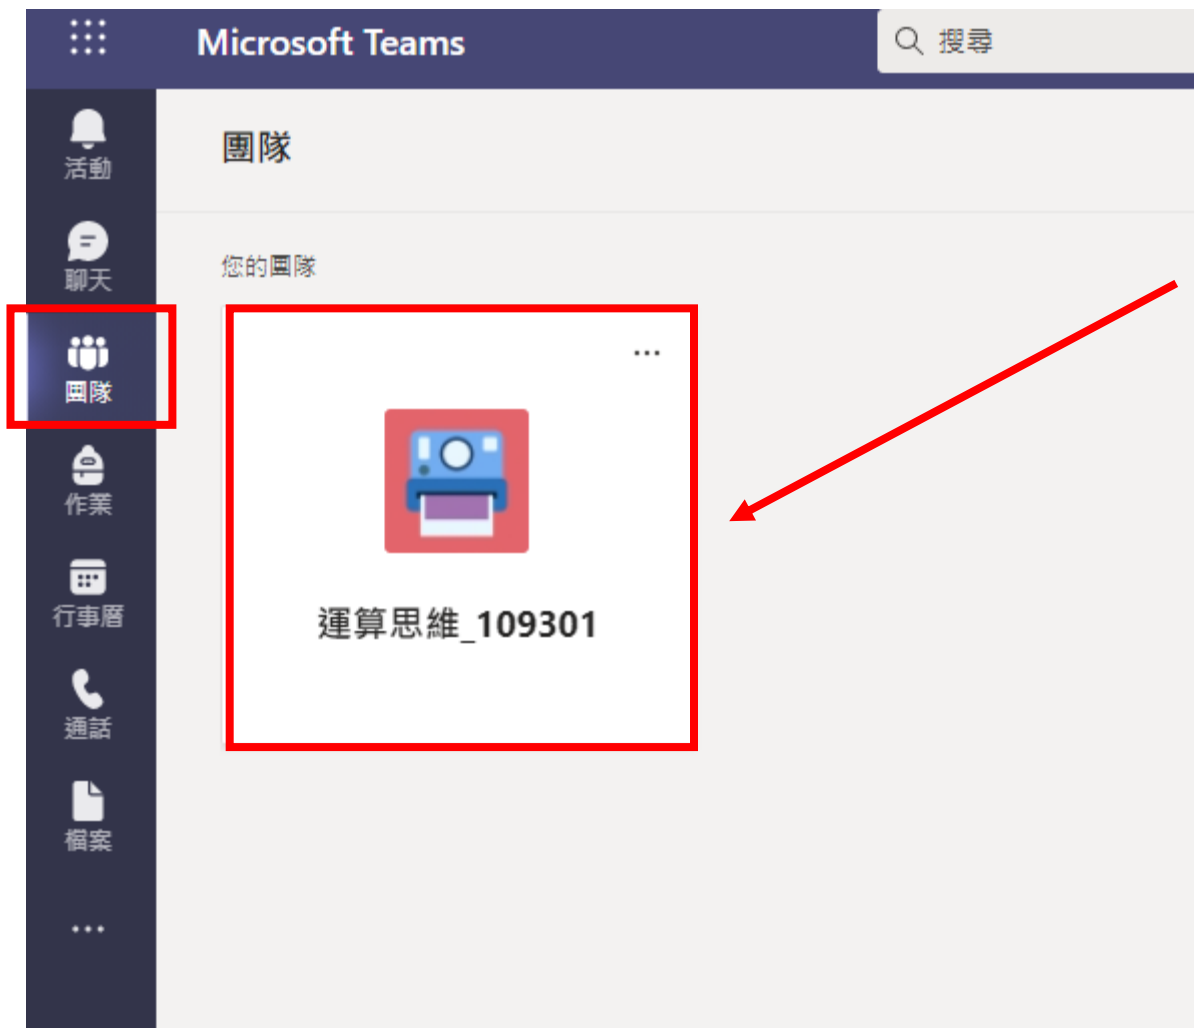 Microsoft Teams
搜尋
活動
聊天
團隊
作業
行事曆
通話
檔案
團隊
您的團隊
運算思維_109301